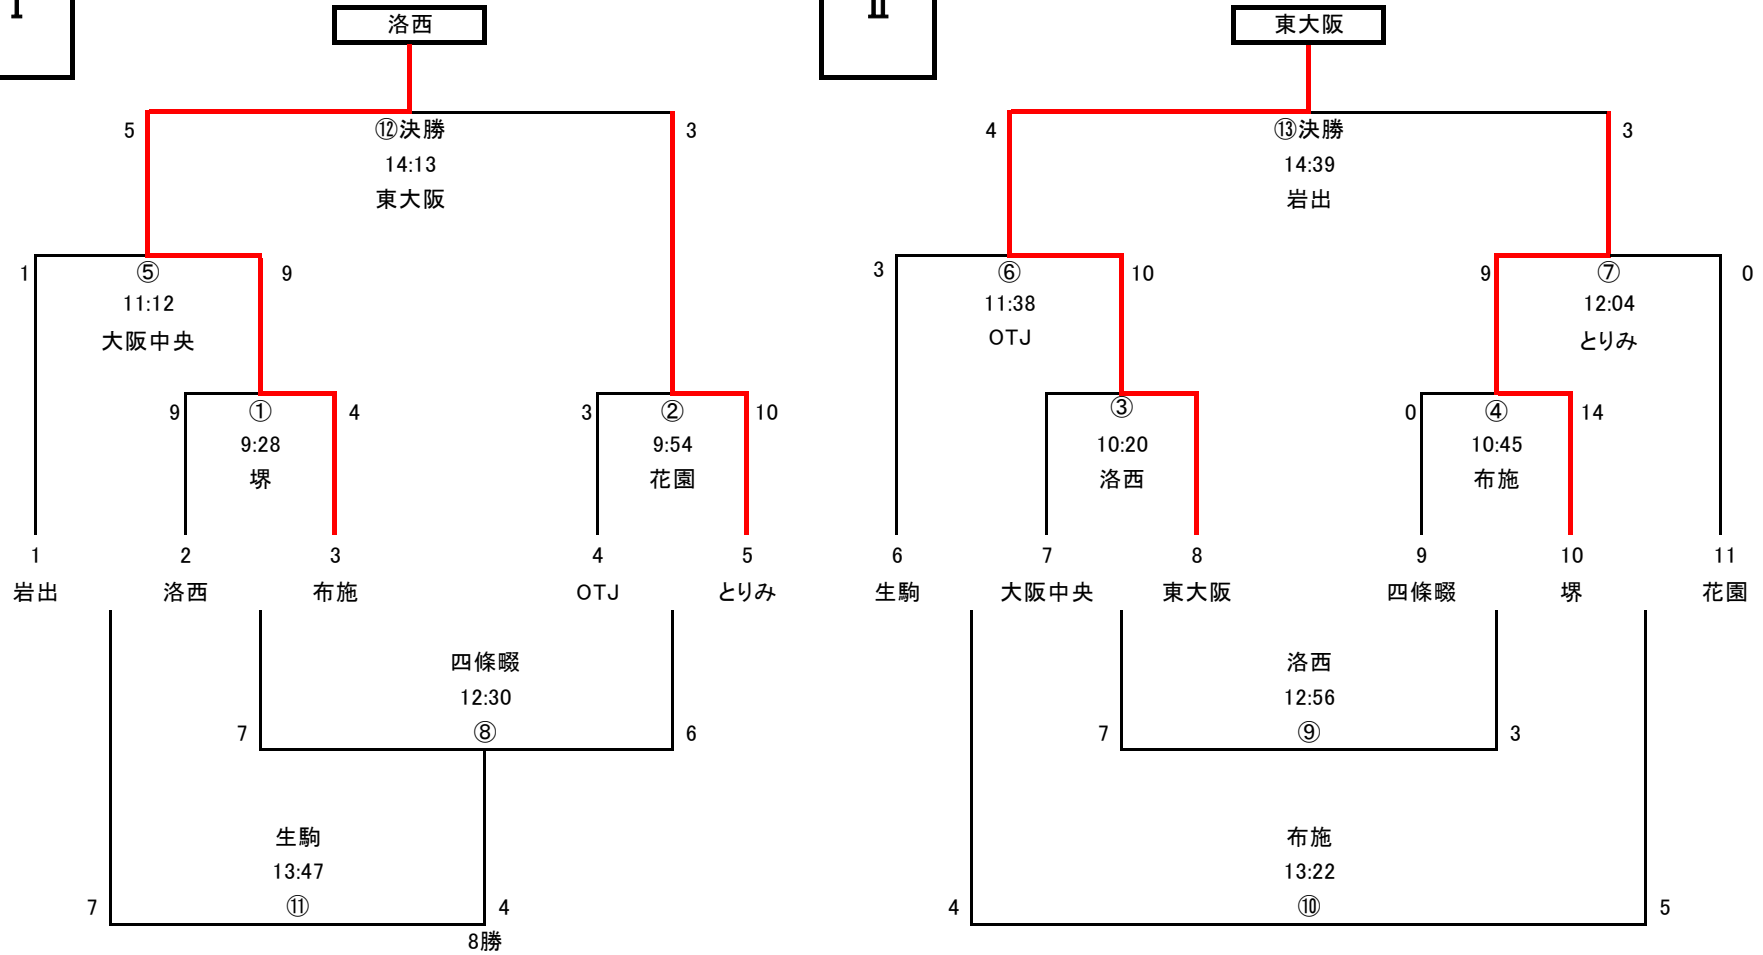 I
洛西
II
東大阪
5
⑫決勝
3
14:13
東大阪
4
⑬決勝
3
14:39
岩出
1
⑤
9
11:12
大阪中央
3
⑥
10
11:38
OTJ
9
⑦
0
12:04
とりみ
9
①
4
9:28
堺
3
②
10
9:54
花園
③
10:20
洛西
0
④
14
10:45
布施
1
2
3
4
5
6
7
8
9
10
11
岩出
洛西
布施
OTJ
とりみ
生駒
大阪中央
東大阪
四條畷
堺
花園
四條畷
12:30
7
⑧
6
洛西
12:56
7
⑨
3
生駒
13:47
7
⑪
4
8勝
布施
13:22
4
⑩
5